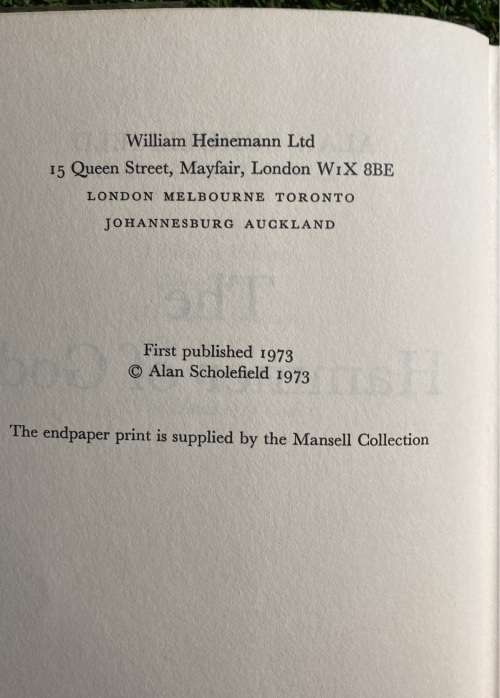 William Heinemann Ltd
15 Queen Street, Mayfair, London W1X 8BE
LONDON MELBOURNE TORONTO
JOHANNESBURG AUCKLAND
First published 1973
© Alan Scholefield 1973
The endpaper print is supplied by the Mansell Collection